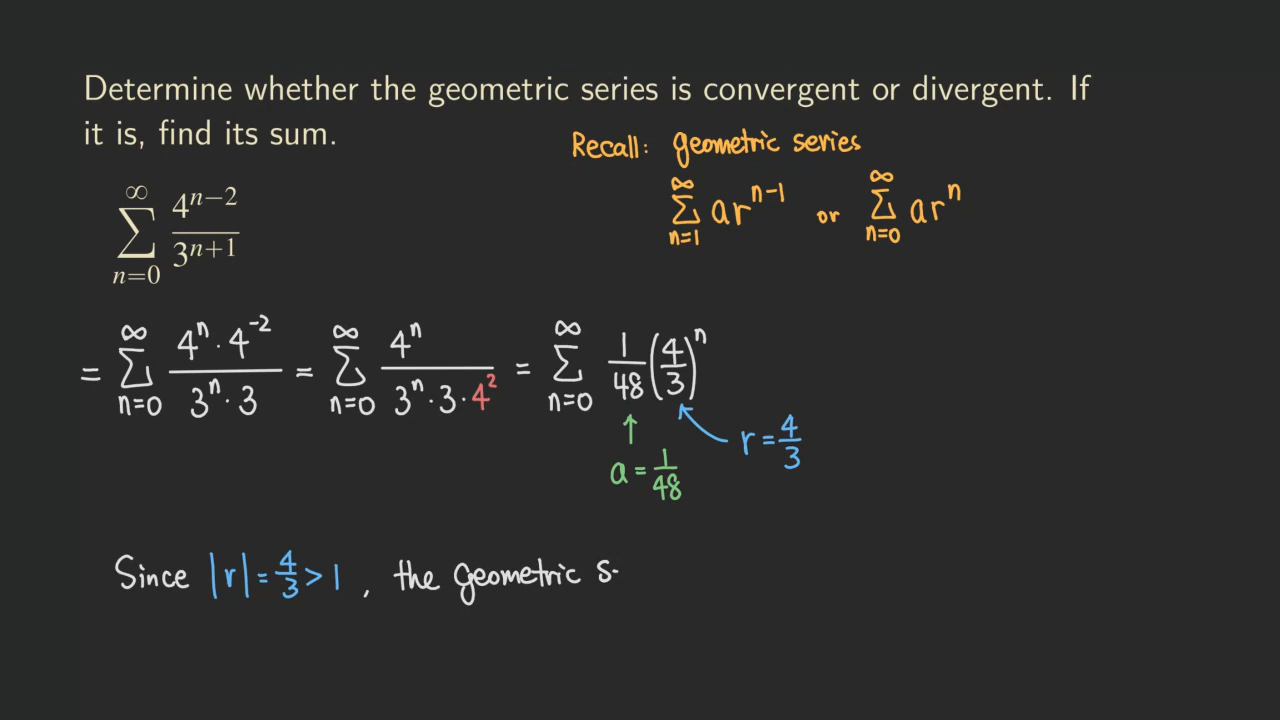 Determine whether the geometric series is convergent or divergent. If
it is, find its sum.
Recall: geometric series
∞ ∑ n=1 ar^{n-1} or ∞ ∑ n=0 ar^n
∞ ∑ n=0 4^{n−2}/3^{n+1}
= ∞ ∑ n=0 (4^n · 4^{-2})/(3^n · 3) = ∞ ∑ n=0 4^n/(3^n · 3 · 4^2) = ∞ ∑ n=0 1/48 (4/3)^n
r = 4/3
a = 1/48
Since |r| = 4/3 > 1, the geometric s